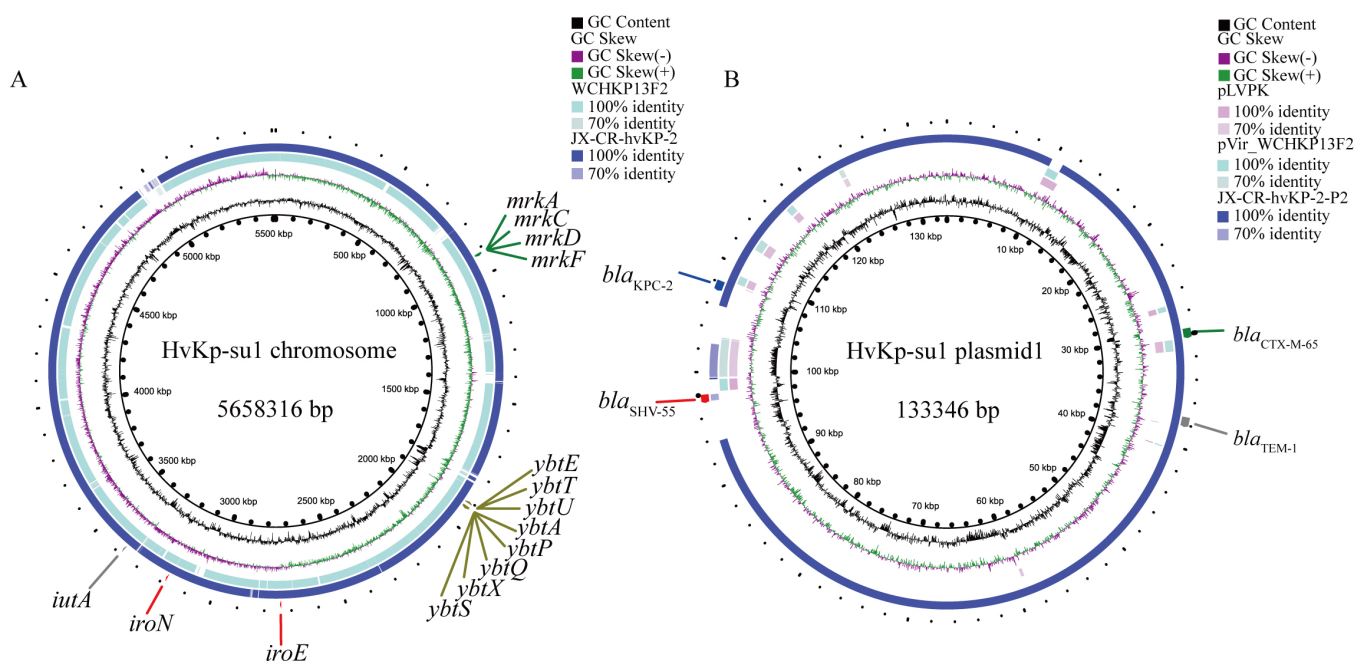 A
GC Content
GC Skew
GC Skew(-)
GC Skew(+)
WCHKP13F2
100% identity
70% identity
JX-CR-hvKP-2
100% identity
70% identity
mrkA
mrkC
mrkD
mrkF
5500 kbp
500 kbp
1000 kbp
1500 kbp
2000 kbp
2500 kbp
3000 kbp
3500 kbp
4000 kbp
4500 kbp
5000 kbp
HvKp-su1 chromosome
5658316 bp
ybtE
ybtT
ybtU
ybtA
ybtP
ybtQ
ybtX
ybtS
iutA
iroN
iroE
B
GC Content
GC Skew
GC Skew(-)
GC Skew(+)
pLVPK
100% identity
70% identity
pVir_WCHKP13F2
100% identity
70% identity
JX-CR-hvKP-2-P2
100% identity
70% identity
130 kbp
10 kbp
20 kbp
30 kbp
40 kbp
50 kbp
60 kbp
70 kbp
80 kbp
90 kbp
100 kbp
110 kbp
120 kbp
HvKp-su1 plasmid1
133346 bp
blaKPC-2
blaSHV-55
blaCTX-M-65
blaTEM-1